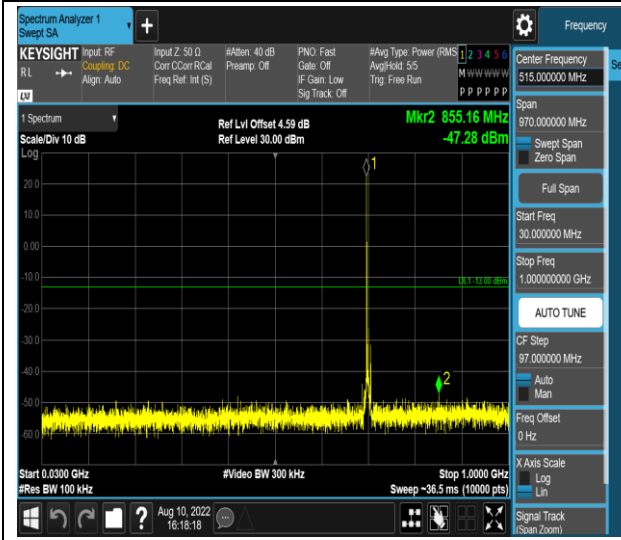 Spectrum Analyzer 1
Swept SA
+
Frequency
KEYSIGHT
RL
LXI
Input: RF
Coupling: DC
Align: Auto
Input Z: 50 Ω
Corr CCorr RCal
Freq Ref: Int (S)
#Atten: 40 dB
Preamp: Off
PNO: Fast
Gate: Off
IF Gain: Low
Sig Track: Off
#Avg Type: Power (RMS
Avg|Hold: 5/5
Trig: Free Run
1 2 3 4 5 6
M W W W W W
P P P P P P
1 Spectrum
Scale/Div 10 dB
Log
Ref Lvl Offset 4.59 dB
Ref Level 30.00 dBm
Mkr2 855.16 MHz
-47.28 dBm
1
20.0
10.0
0.00
-10.0
DL1 -13.00 dBm
-20.0
-30.0
-40.0
2
-50.0
-60.0
Start 0.0300 GHz
#Res BW 100 kHz
#Video BW 300 kHz
Stop 1.0000 GHz
Sweep ~36.5 ms (10000 pts)
?
Aug 10, 2022
16:18:18
Center Frequency
515.000000 MHz
Se
Span
970.000000 MHz
Swept Span
Zero Span
Full Span
Start Freq
30.000000 MHz
Stop Freq
1.000000000 GHz
AUTO TUNE
CF Step
97.000000 MHz
Auto
Man
Freq Offset
0 Hz
X Axis Scale
Log
Lin
Signal Track
(Span Zoom)